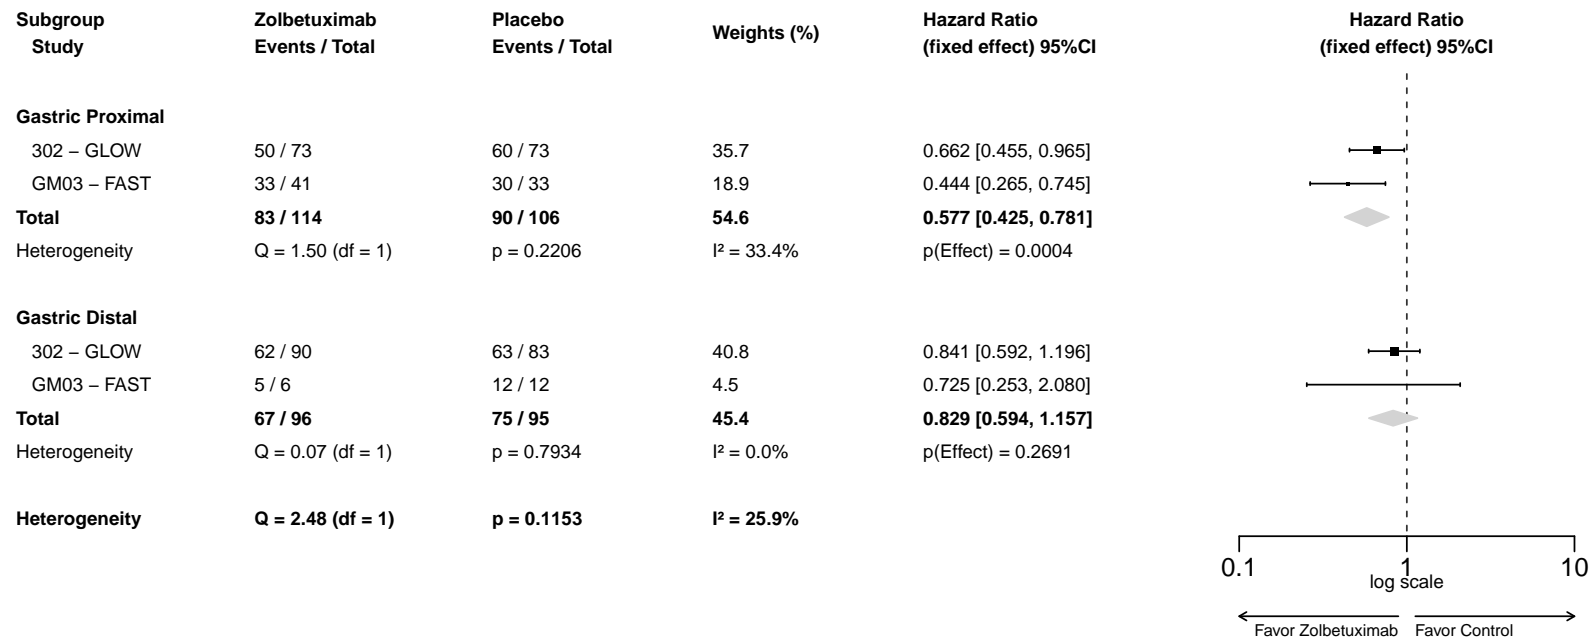 Subgroup Zolbetuximab Placebo Weights (%) Hazard Ratio Hazard Ratio
Study Events / Total Events / Total (fixed effect) 95%CI (fixed effect) 95%CI
Gastric Proximal
302 − GLOW 50 / 73 60 / 73 35.7 0.662 [0.455, 0.965]
GM03 − FAST 33 / 41 30 / 33 18.9 0.444 [0.265, 0.745]
Total 83 / 114 90 / 106 54.6 0.577 [0.425, 0.781]
Heterogeneity Q = 1.50 (df = 1) p = 0.2206 I² = 33.4% p(Effect) = 0.0004
Gastric Distal
302 − GLOW 62 / 90 63 / 83 40.8 0.841 [0.592, 1.196]
GM03 − FAST 5 / 6 12 / 12 4.5 0.725 [0.253, 2.080]
Total 67 / 96 75 / 95 45.4 0.829 [0.594, 1.157]
Heterogeneity Q = 0.07 (df = 1) p = 0.7934 I² = 0.0% p(Effect) = 0.2691
Heterogeneity Q = 2.48 (df = 1) p = 0.1153 I² = 25.9%
0.1 1 10
log scale
Favor Zolbetuximab Favor Control